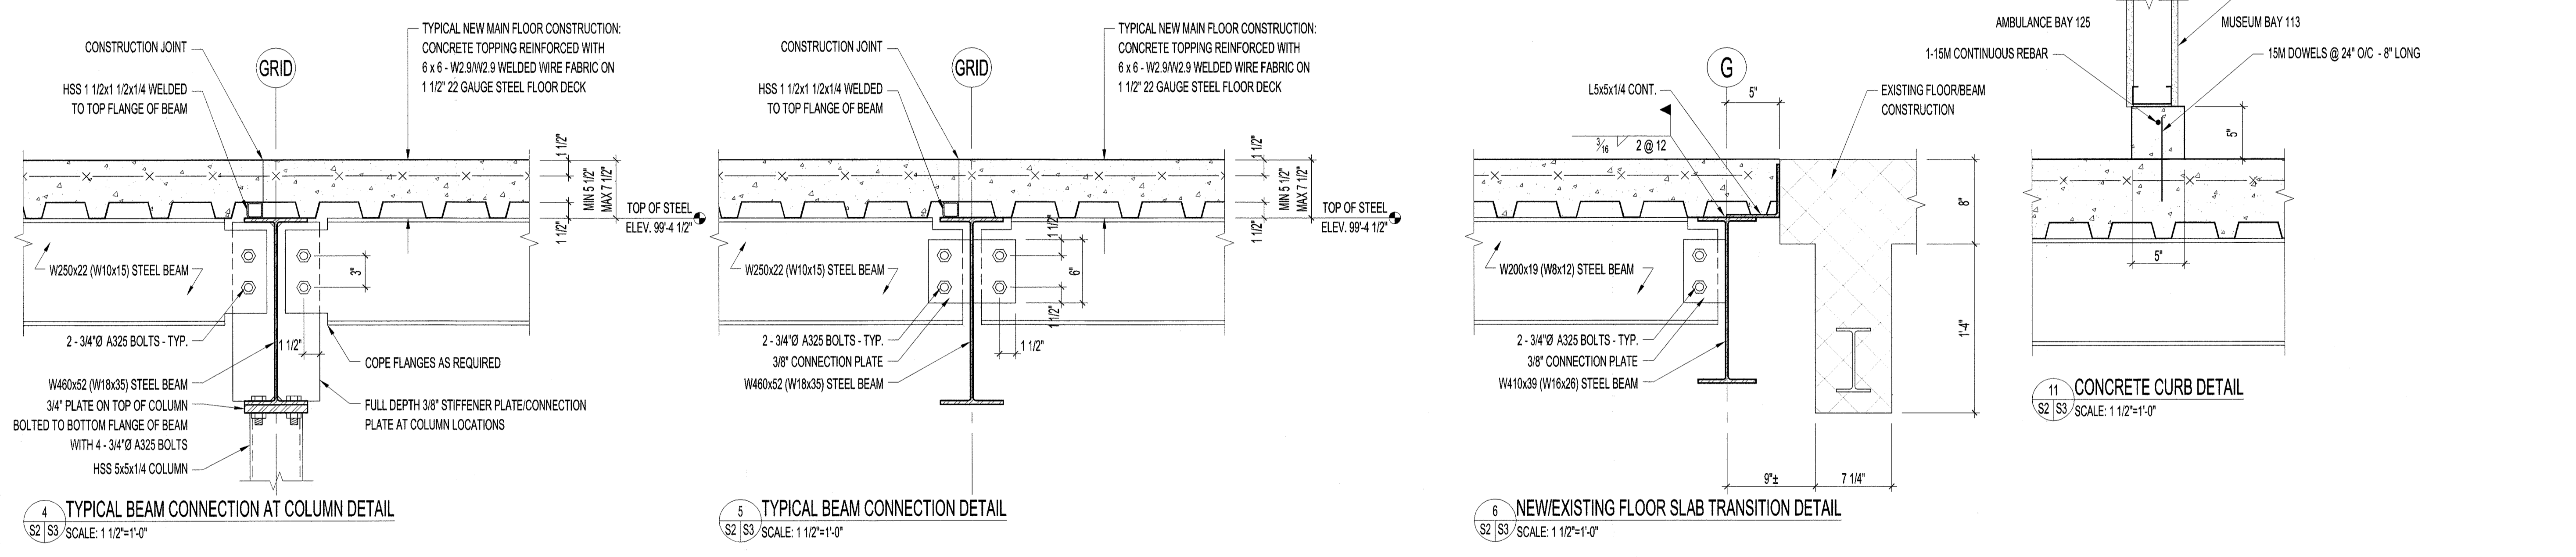 CONSTRUCTION JOINT
HSS 1 1/2x1 1/2x1/4 WELDED
TO TOP FLANGE OF BEAM
GRID
TYPICAL NEW MAIN FLOOR CONSTRUCTION:
CONCRETE TOPPING REINFORCED WITH
6 x 6 - W2.9/W2.9 WELDED WIRE FABRIC ON
1 1/2" 22 GAUGE STEEL FLOOR DECK
1 1/2"
MIN 5 1/2"
MAX 7 1/2"
1 1/2"
TOP OF STEEL
ELEV. 99'-4 1/2"
W250x22 (W10x15) STEEL BEAM
3"
2 - 3/4"Ø A325 BOLTS - TYP.
1 1/2"
COPE FLANGES AS REQUIRED
W460x52 (W18x35) STEEL BEAM
3/4" PLATE ON TOP OF COLUMN
BOLTED TO BOTTOM FLANGE OF BEAM
WITH 4 - 3/4"Ø A325 BOLTS
HSS 5x5x1/4 COLUMN
FULL DEPTH 3/8" STIFFENER PLATE/CONNECTION
PLATE AT COLUMN LOCATIONS
4
S2 S3
TYPICAL BEAM CONNECTION AT COLUMN DETAIL
SCALE: 1 1/2"=1'-0"
CONSTRUCTION JOINT
HSS 1 1/2x1 1/2x1/4 WELDED
TO TOP FLANGE OF BEAM
GRID
TYPICAL NEW MAIN FLOOR CONSTRUCTION:
CONCRETE TOPPING REINFORCED WITH
6 x 6 - W2.9/W2.9 WELDED WIRE FABRIC ON
1 1/2" 22 GAUGE STEEL FLOOR DECK
1 1/2"
MIN 5 1/2"
MAX 7 1/2"
1 1/2"
TOP OF STEEL
ELEV. 99'-4 1/2"
W250x22 (W10x15) STEEL BEAM
1 1/2"
6"
1 1/2"
2 - 3/4"Ø A325 BOLTS - TYP.
1 1/2"
3/8" CONNECTION PLATE
W460x52 (W18x35) STEEL BEAM
5
S2 S3
TYPICAL BEAM CONNECTION DETAIL
SCALE: 1 1/2"=1'-0"
G
5"
L5x5x1/4 CONT.
3/16 2 @ 12
EXISTING FLOOR/BEAM
CONSTRUCTION
W200x19 (W8x12) STEEL BEAM
8"
1'-4"
2 - 3/4"Ø A325 BOLTS - TYP.
3/8" CONNECTION PLATE
W410x39 (W16x26) STEEL BEAM
9"±
7 1/4"
6
S2 S3
NEW/EXISTING FLOOR SLAB TRANSITION DETAIL
SCALE: 1 1/2"=1'-0"
AMBULANCE BAY 125
MUSEUM BAY 113
1-15M CONTINUOUS REBAR
15M DOWELS @ 24" O/C - 8" LONG
5"
5"
11
S2 S3
CONCRETE CURB DETAIL
SCALE: 1 1/2"=1'-0"